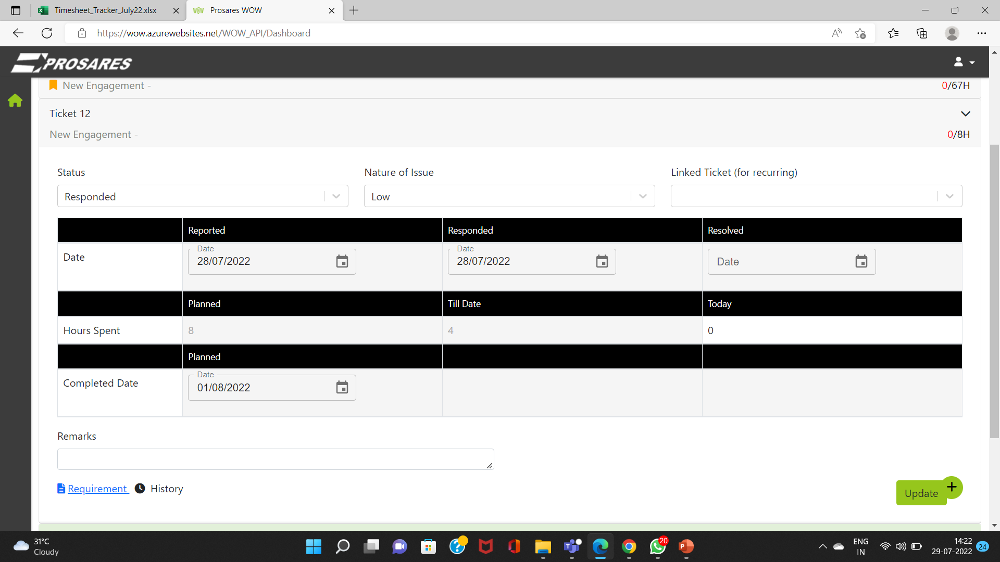 Timesheet_Tracker_July22.xlsx
Prosares WOW
https://wow.azurewebsites.net/WOW_API/Dashboard
PROSARES
New Engagement -
0/67H
Ticket 12
New Engagement -
0/8H
Status
Nature of Issue
Linked Ticket (for recurring)
Responded
Low
Reported
Responded
Resolved
Date
Date
28/07/2022
Date
28/07/2022
Date
Planned
Till Date
Today
Hours Spent
8
4
0
Planned
Completed Date
Date
01/08/2022
Remarks
Requirement
History
Update
+
31°C
Cloudy
20
ENG
IN
14:22
29-07-2022
24